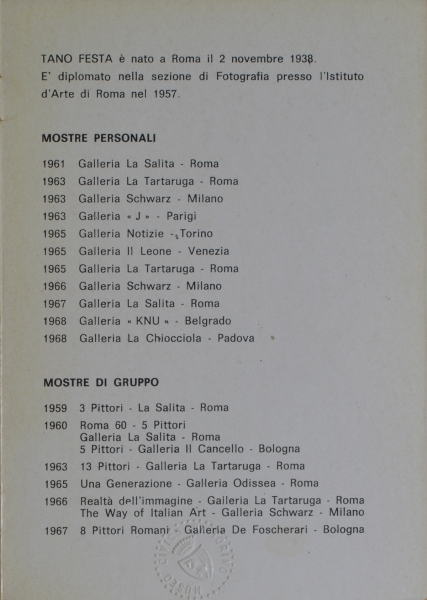 TANO FESTA è nato a Roma il 2 novembre 1938.
E' diplomato nella sezione di Fotografia presso l'Istituto
d'Arte di Roma nel 1957.
MOSTRE PERSONALI
1961 Galleria La Salita - Roma
1963 Galleria La Tartaruga - Roma
1963 Galleria Schwarz - Milano
1963 Galleria « J » - Parigi
1965 Galleria Notizie - Torino
1965 Galleria Il Leone - Venezia
1965 Galleria La Tartaruga - Roma
1966 Galleria Schwarz - Milano
1967 Galleria La Salita - Roma
1968 Galleria » KNU « - Belgrado
1968 Galleria La Chiocciola - Padova
MOSTRE DI GRUPPO
1959 3 Pittori - La Salita - Roma
1960 Roma 60 - 5 Pittori
Galleria La Salita - Roma
5 Pittori - Galleria Il Cancello - Bologna
1963 13 Pittori - Galleria La Tartaruga - Roma
1965 Una Generazione - Galleria Odissea - Roma
1966 Realtà dell'immagine - Galleria La Tartaruga - Roma
The Way of Italian Art - Galleria Schwarz - Milano
1967 8 Pittori Romani - Galleria De Foscherari - Bologna